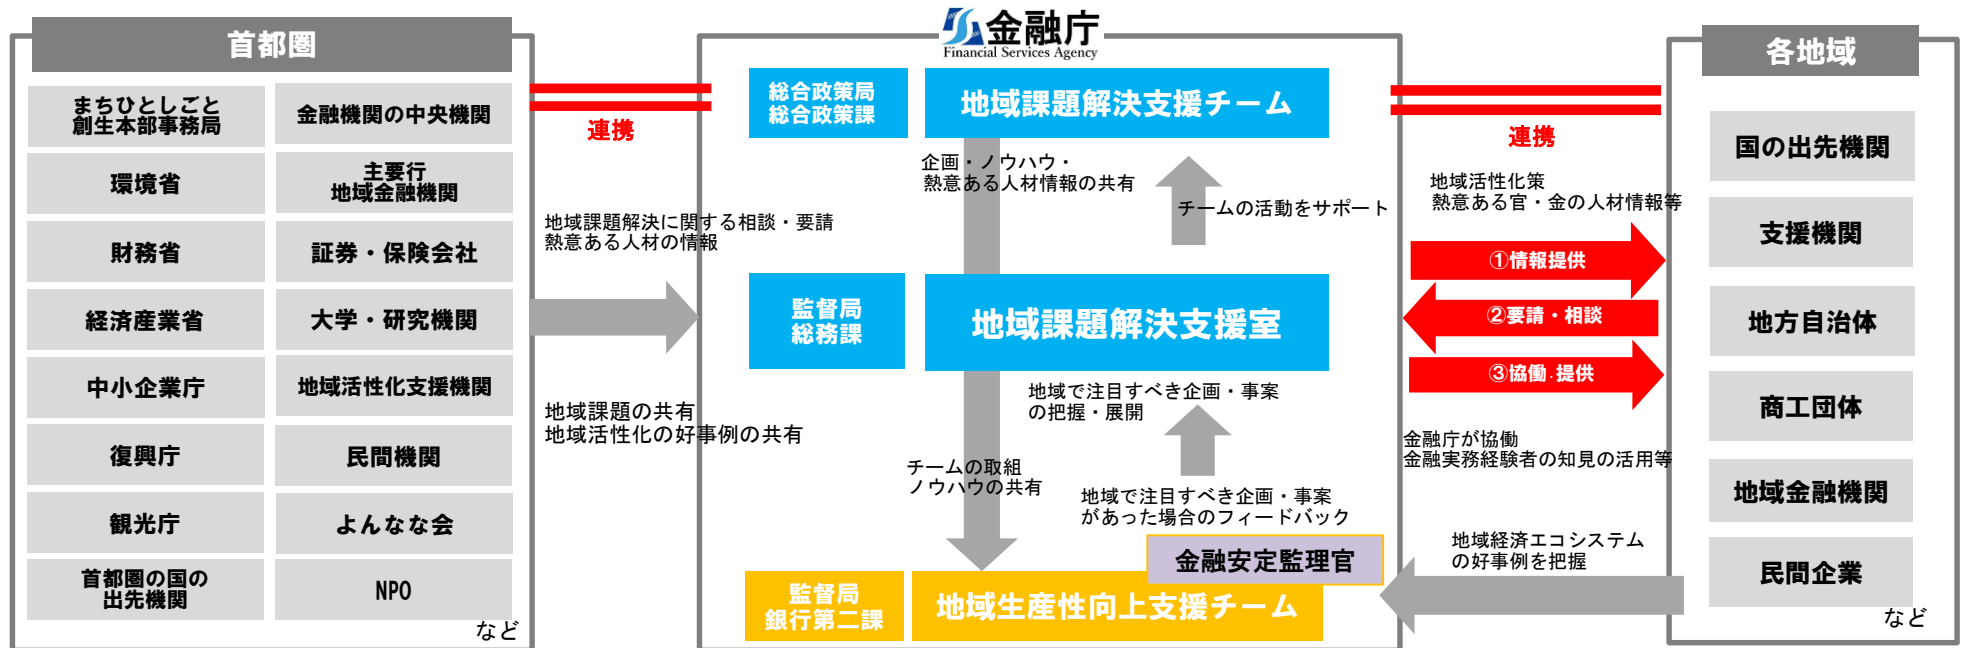 首都圏
まちひとしごと
創生本部事務局
金融機関の中央機関
環境省
主要行
地域金融機関
財務省
証券・保険会社
経済産業省
大学・研究機関
中小企業庁
地域活性化支援機関
復興庁
民間機関
観光庁
よんなな会
首都圏の国の
出先機関
NPO
など
連携
地域課題解決に関する相談・要請
熱意ある人材の情報
地域課題の共有
地域活性化の好事例の共有
金融庁
Financial Services Agency
総合政策局
総合政策課
地域課題解決支援チーム
企画・ノウハウ・
熱意ある人材情報の共有
チームの活動をサポート
監督局
総務課
地域課題解決支援室
地域で注目すべき企画・事案
の把握・展開
チームの取組
ノウハウの共有
地域で注目すべき企画・事案
があった場合のフィードバック
金融安定監理官
監督局
銀行第二課
地域生産性向上支援チーム
連携
地域活性化策
熱意ある官・金の人材情報等
①情報提供
②要請・相談
③協働・提供
金融庁が協働
金融実務経験者の知見の活用等
地域経済エコシステム
の好事例を把握
各地域
国の出先機関
支援機関
地方自治体
商工団体
地域金融機関
民間企業
など